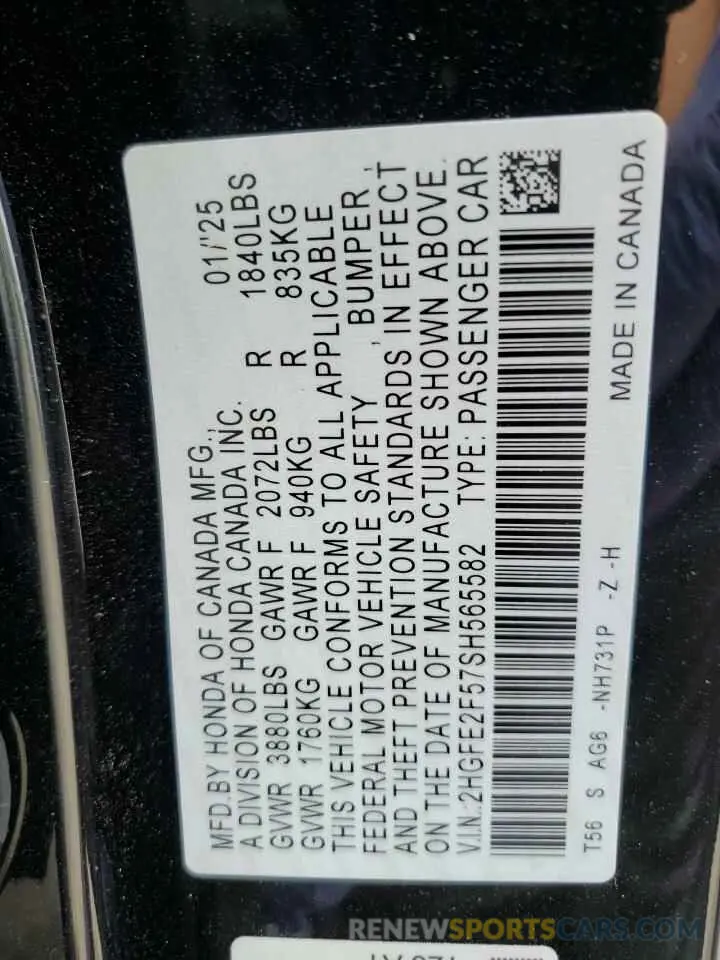 MFD.BY HONDA OF CANADA MFG., 01/'25
A DIVISION OF HONDA CANADA INC.
GVWR 3880LBS GAWR F 2072LBS R 1840LBS
GVWR 1760KG GAWR F 940KG R 835KG
THIS VEHICLE CONFORMS TO ALL APPLICABLE
FEDERAL MOTOR VEHICLE SAFETY , BUMPER ,
AND THEFT PREVENTION STANDARDS IN EFFECT
ON THE DATE OF MANUFACTURE SHOWN ABOVE.
V.I.N.:2HGFE2F57SH565582 TYPE: PASSENGER CAR
T56 S AG6 -NH731P -Z -H
MADE IN CANADA
RENEWSPORTSCARS.COM